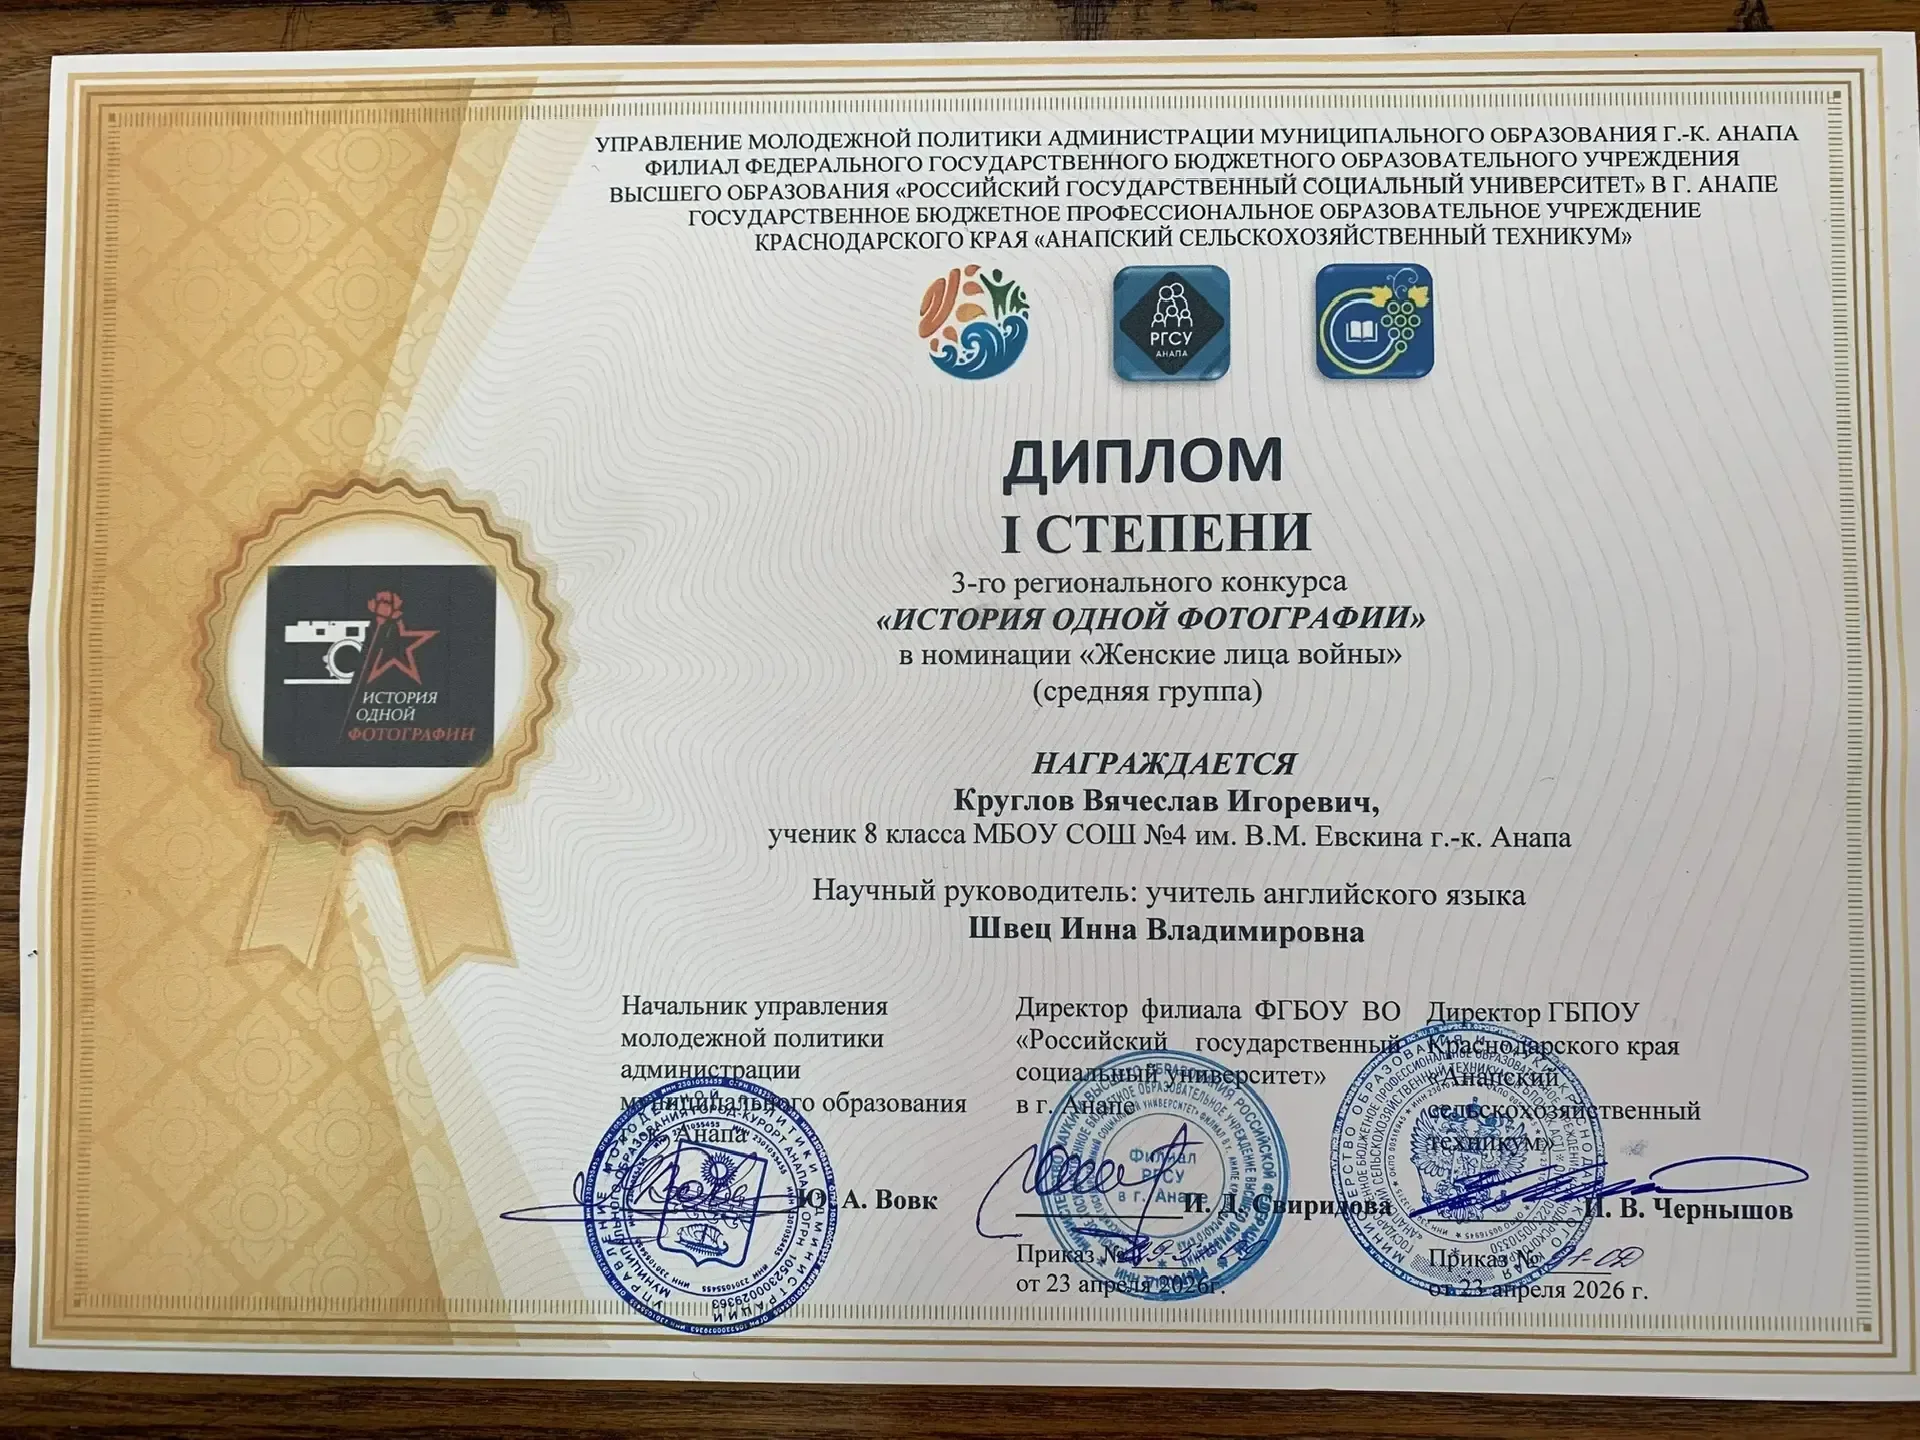 УПРАВЛЕНИЕ МОЛОДЕЖНОЙ ПОЛИТИКИ АДМИНИСТРАЦИИ МУНИЦИПАЛЬНОГО ОБРАЗОВАНИЯ Г.-К. АНАПА
ФИЛИАЛ ФЕДЕРАЛЬНОГО ГОСУДАРСТВЕННОГО БЮДЖЕТНОГО ОБРАЗОВАТЕЛЬНОГО УЧРЕЖДЕНИЯ
ВЫСШЕГО ОБРАЗОВАНИЯ «РОССИЙСКИЙ ГОСУДАРСТВЕННЫЙ СОЦИАЛЬНЫЙ УНИВЕРСИТЕТ» В Г. АНАПЕ
ГОСУДАРСТВЕННОЕ БЮДЖЕТНОЕ ПРОФЕССИОНАЛЬНОЕ ОБРАЗОВАТЕЛЬНОЕ УЧРЕЖДЕНИЕ
КРАСНОДАРСКОГО КРАЯ «АНАПСКИЙ СЕЛЬСКОХОЗЯЙСТВЕННЫЙ ТЕХНИКУМ»
РГСУ
АНАПА
ДИПЛОМ
I СТЕПЕНИ
3-го регионального конкурса
«ИСТОРИЯ ОДНОЙ ФОТОГРАФИИ»
в номинации «Женские лица войны»
(средняя группа)
ИСТОРИЯ
ОДНОЙ
ФОТОГРАФИИ
НАГРАЖДАЕТСЯ
Круглов Вячеслав Игоревич,
ученик 8 класса МБОУ СОШ №4 им. В.М. Евскина г.-к. Анапа
Научный руководитель: учитель английского языка
Швец Инна Владимировна
Начальник управления
молодежной политики
администрации
муниципального образования
г.-к. Анапа
Ю. А. Вовк
Директор филиала ФГБОУ ВО
«Российский государственный
социальный университет»
в г. Анапе
Филиал
РГСУ
в г. Анапе
И. Д. Свиридова
Приказ №
от 23 апреля 2026г.
Директор ГБПОУ
Краснодарского края
«Анапский
сельскохозяйственный
техникум»
И. В. Чернышов
Приказ №
от 23 апреля 2026 г.